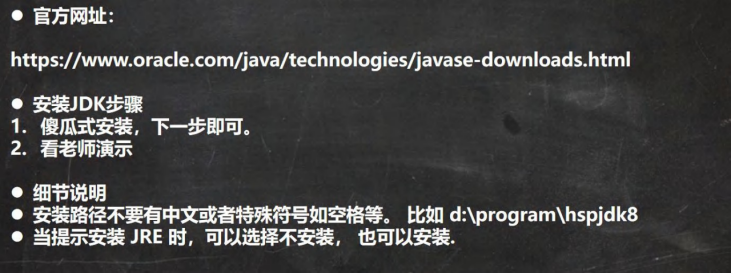 ● 官方网址：
https://www.oracle.com/java/technologies/javase-downloads.html
● 安装JDK步骤
1. 傻瓜式安装，下一步即可。
2. 看老师演示
● 细节说明
● 安装路径不要有中文或者特殊符号如空格等。 比如 d:\program\hspjdk8
● 当提示安装 JRE 时，可以选择不安装， 也可以安装.